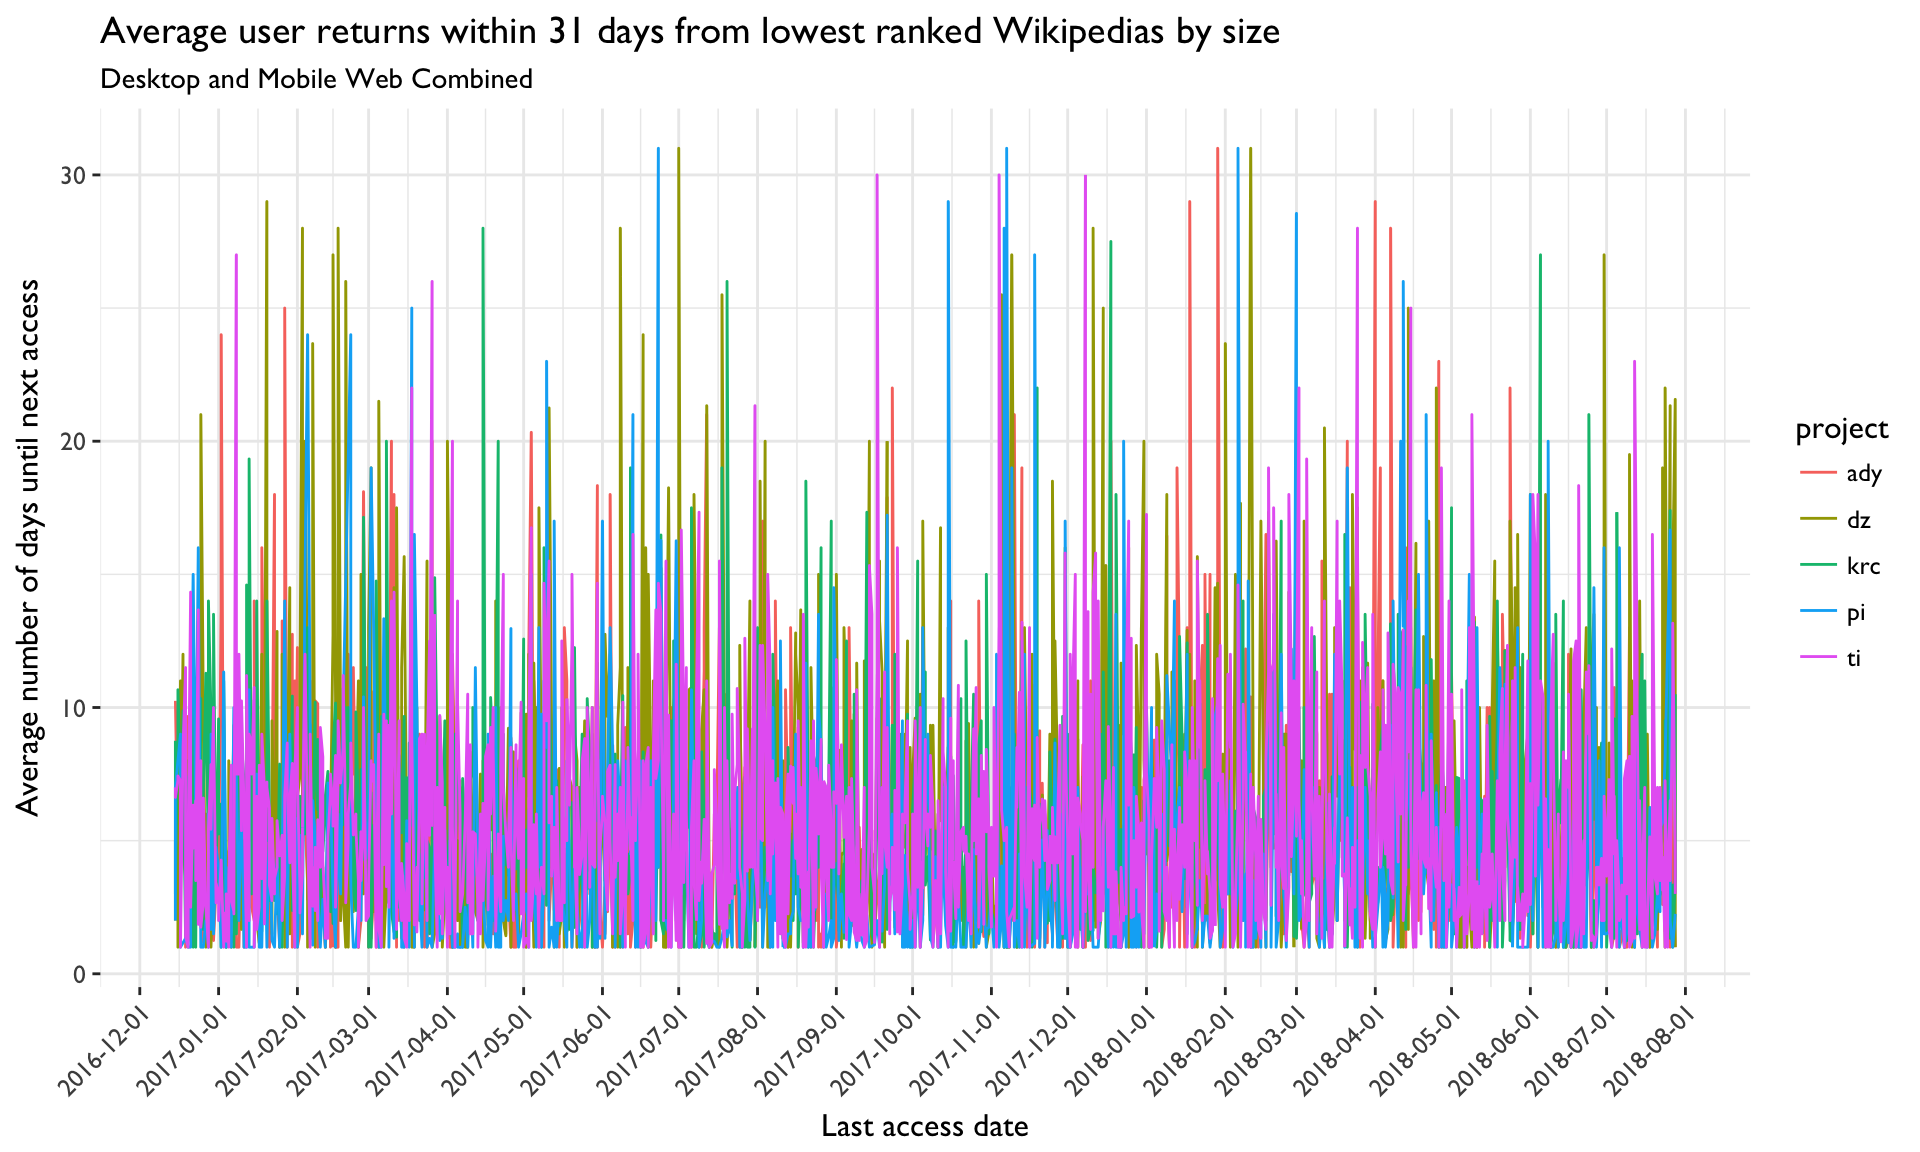 Average user returns within 31 days from lowest ranked Wikipedias by size
Desktop and Mobile Web Combined
Average number of days until next access
30
20
10
0
2016-12-01
2017-01-01
2017-02-01
2017-03-01
2017-04-01
2017-05-01
2017-06-01
2017-07-01
2017-08-01
2017-09-01
2017-10-01
2017-11-01
2017-12-01
2018-01-01
2018-02-01
2018-03-01
2018-04-01
2018-05-01
2018-06-01
2018-07-01
2018-08-01
Last access date
project
ady
dz
krc
pi
ti